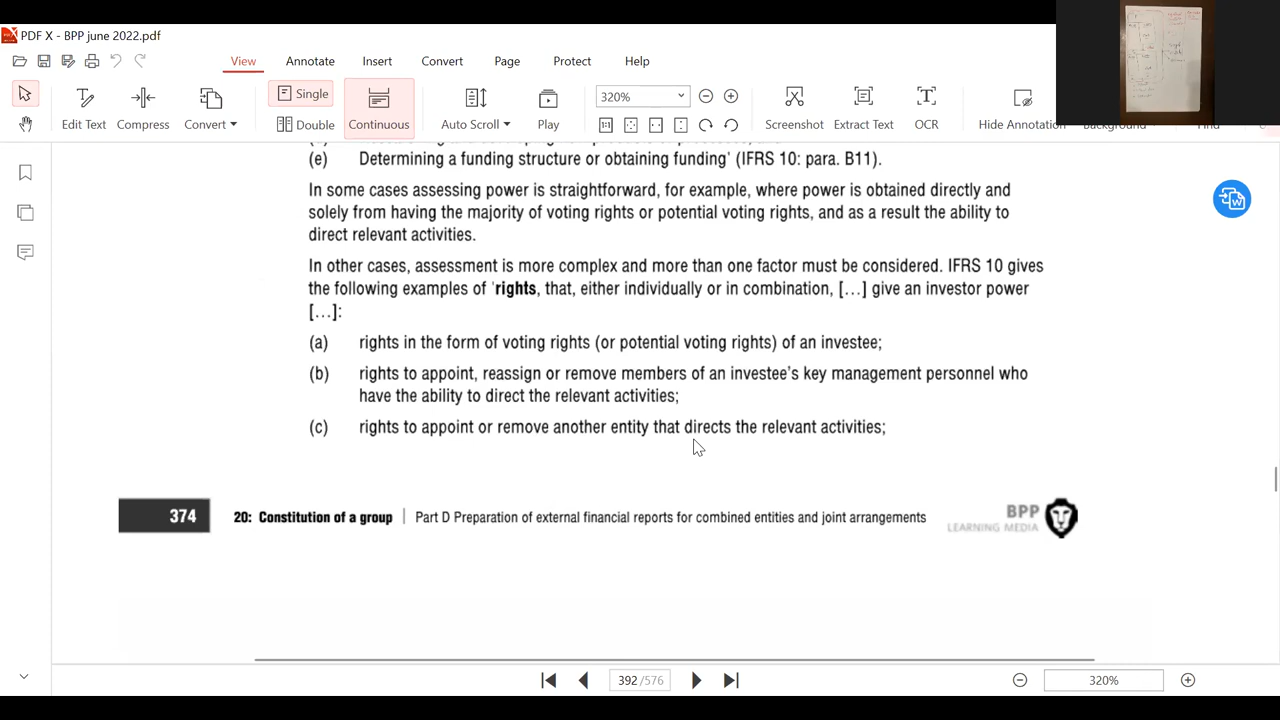 PDF X - BPP june 2022.pdf
View Annotate Insert Convert Page Protect Help
Single
320%
Double
Edit Text Compress Convert Continuous Auto Scroll Play Screenshot Extract Text OCR Hide Annotation
(e) Determining a funding structure or obtaining funding' (IFRS 10: para. B11).
In some cases assessing power is straightforward, for example, where power is obtained directly and
solely from having the majority of voting rights or potential voting rights, and as a result the ability to
direct relevant activities.
In other cases, assessment is more complex and more than one factor must be considered. IFRS 10 gives
the following examples of 'rights, that, either individually or in combination, [...] give an investor power
[...]:
(a) rights in the form of voting rights (or potential voting rights) of an investee;
(b) rights to appoint, reassign or remove members of an investee's key management personnel who
have the ability to direct the relevant activities;
(c) rights to appoint or remove another entity that directs the relevant activities;
374 20: Constitution of a group | Part D Preparation of external financial reports for combined entities and joint arrangements
BPP
LEARNING MEDIA
392 /576
320%